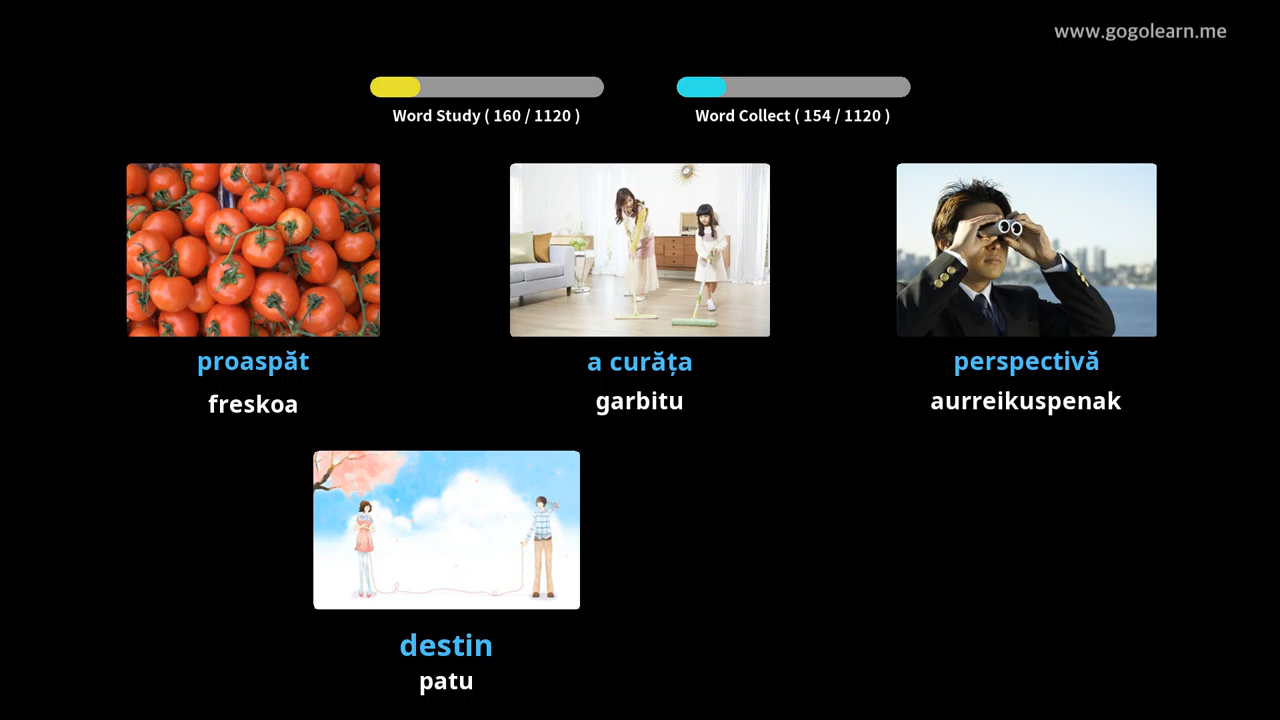 www.gogolearn.me
Word Study ( 160 / 1120 )
Word Collect ( 154 / 1120 )
proaspăt
a curăța
perspectivă
freskoa
garbitu
aurreikuspenak
destin
patu